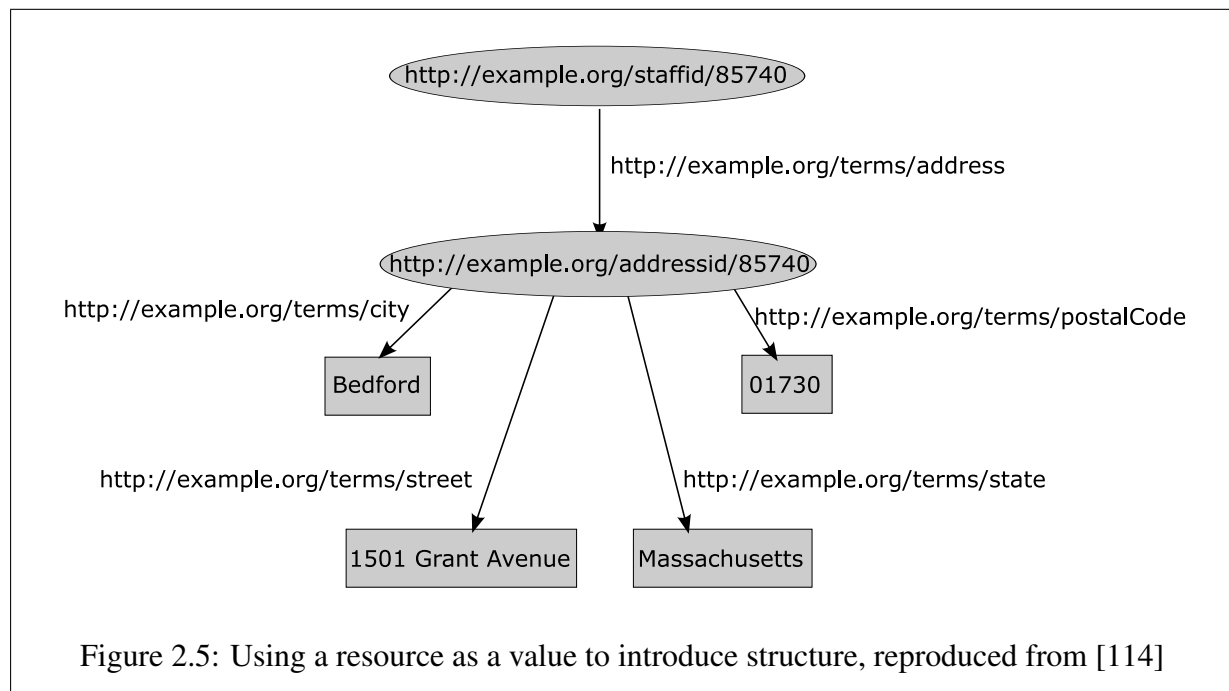 http://example.org/staffid/85740
http://example.org/terms/address
http://example.org/addressid/85740
http://example.org/terms/city
http://example.org/terms/postalCode
Bedford
01730
http://example.org/terms/street
http://example.org/terms/state
1501 Grant Avenue
Massachusetts
Figure 2.5: Using a resource as a value to introduce structure, reproduced from [114]